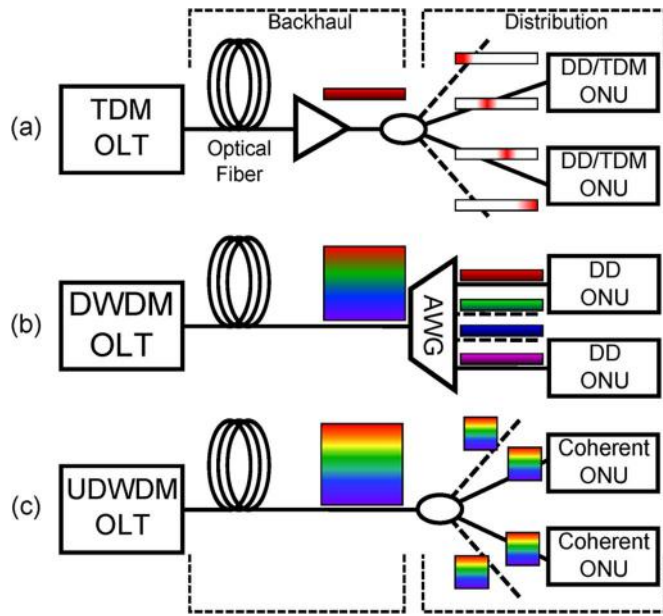 Backhaul
Distribution
(a)
TDM
OLT
Optical
Fiber
DD/TDM
ONU
DD/TDM
ONU
(b)
DWDM
OLT
AWG
DD
ONU
DD
ONU
(c)
UDWDM
OLT
Coherent
ONU
Coherent
ONU